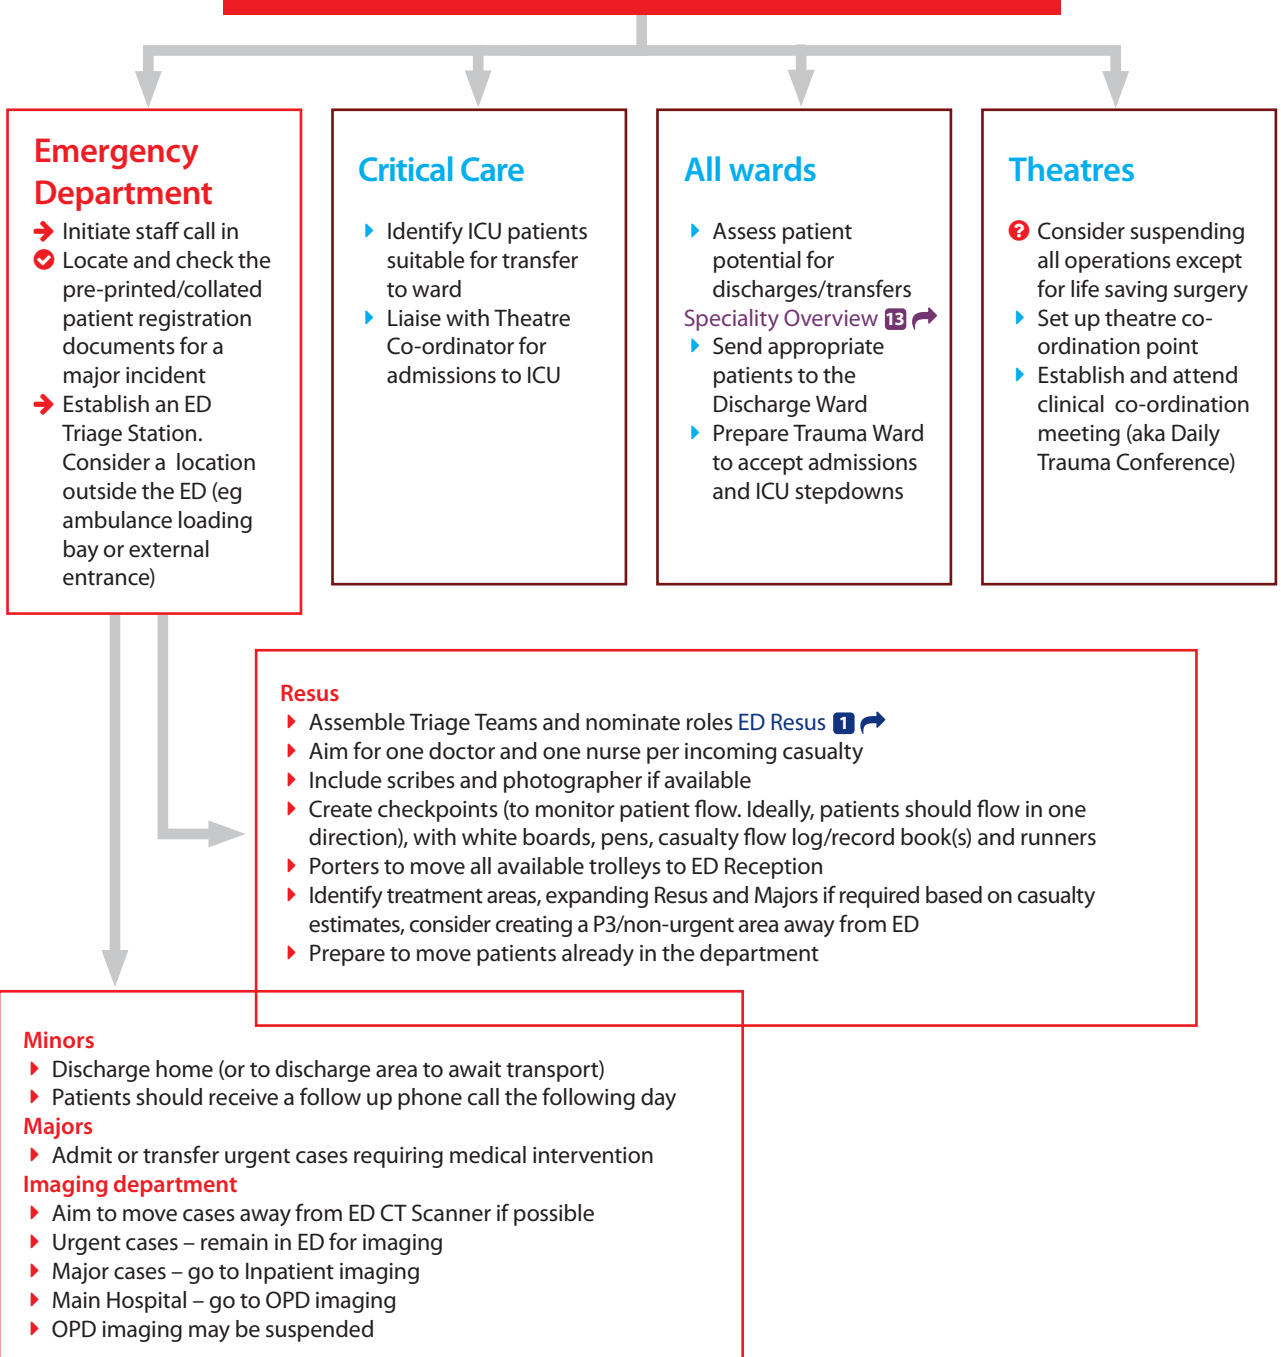 Emergency
Department
Initiate staff call in
Locate and check the
pre-printed/collated
patient registration
documents for a
major incident
Establish an ED
Triage Station.
Consider a location
outside the ED (eg
ambulance loading
bay or external
entrance)
Critical Care
Identify ICU patients
suitable for transfer
to ward
Liaise with Theatre
Co-ordinator for
admissions to ICU
All wards
Assess patient
potential for
discharges/transfers
Speciality Overview 13
Send appropriate
patients to the
Discharge Ward
Prepare Trauma Ward
to accept admissions
and ICU stepdowns
Theatres
Consider suspending
all operations except
for life saving surgery
Set up theatre co-
ordination point
Establish and attend
clinical co-ordination
meeting (aka Daily
Trauma Conference)
Resus
Assemble Triage Teams and nominate roles ED Resus 1
Aim for one doctor and one nurse per incoming casualty
Include scribes and photographer if available
Create checkpoints (to monitor patient flow. Ideally, patients should flow in one
direction), with white boards, pens, casualty flow log/record book(s) and runners
Porters to move all available trolleys to ED Reception
Identify treatment areas, expanding Resus and Majors if required based on casualty
estimates, consider creating a P3/non-urgent area away from ED
Prepare to move patients already in the department
Minors
Discharge home (or to discharge area to await transport)
Patients should receive a follow up phone call the following day
Majors
Admit or transfer urgent cases requiring medical intervention
Imaging department
Aim to move cases away from ED CT Scanner if possible
Urgent cases – remain in ED for imaging
Major cases – go to Inpatient imaging
Main Hospital – go to OPD imaging
OPD imaging may be suspended